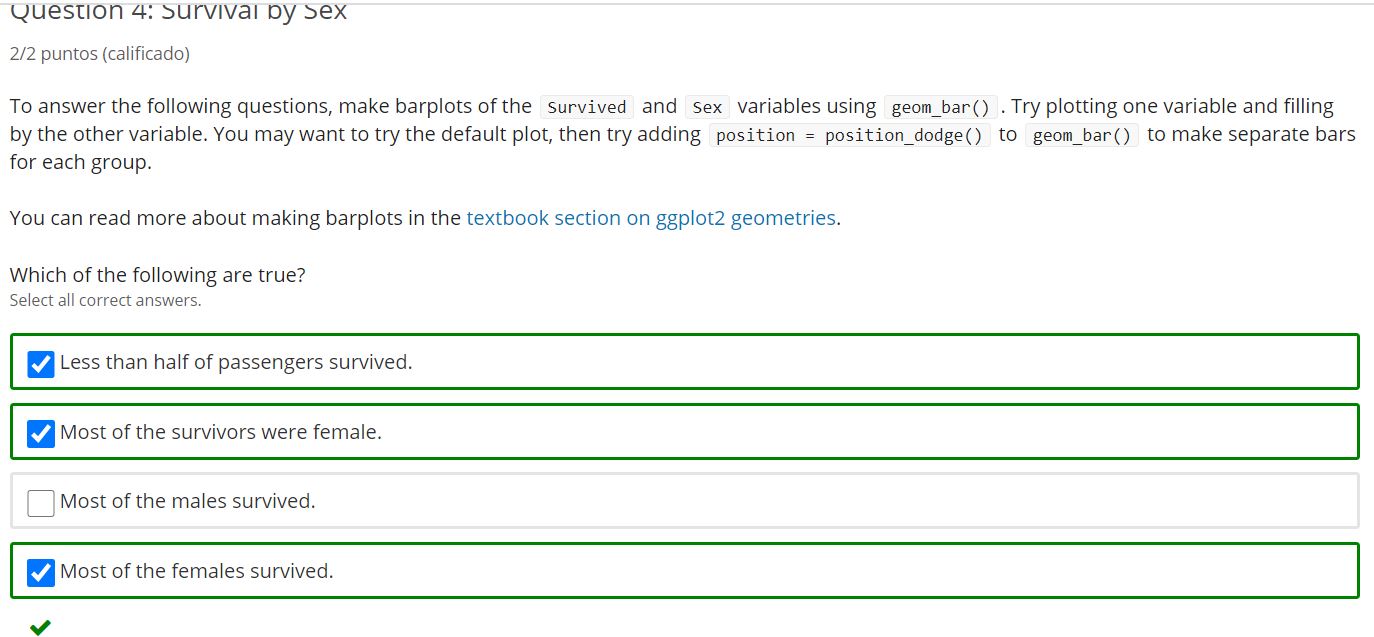 Question 4: Survival by Sex
2/2 puntos (calificado)
To answer the following questions, make barplots of the Survived and Sex variables using geom_bar() . Try plotting one variable and filling
by the other variable. You may want to try the default plot, then try adding position = position_dodge() to geom_bar() to make separate bars
for each group.
You can read more about making barplots in the textbook section on ggplot2 geometries.
Which of the following are true?
Select all correct answers.
Less than half of passengers survived.
Most of the survivors were female.
Most of the males survived.
Most of the females survived.